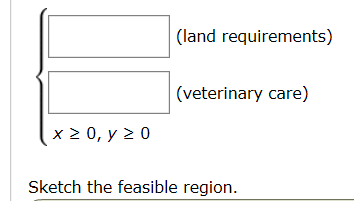 (land requirements)
(veterinary care)
x ≥ 0, y ≥ 0
Sketch the feasible region.